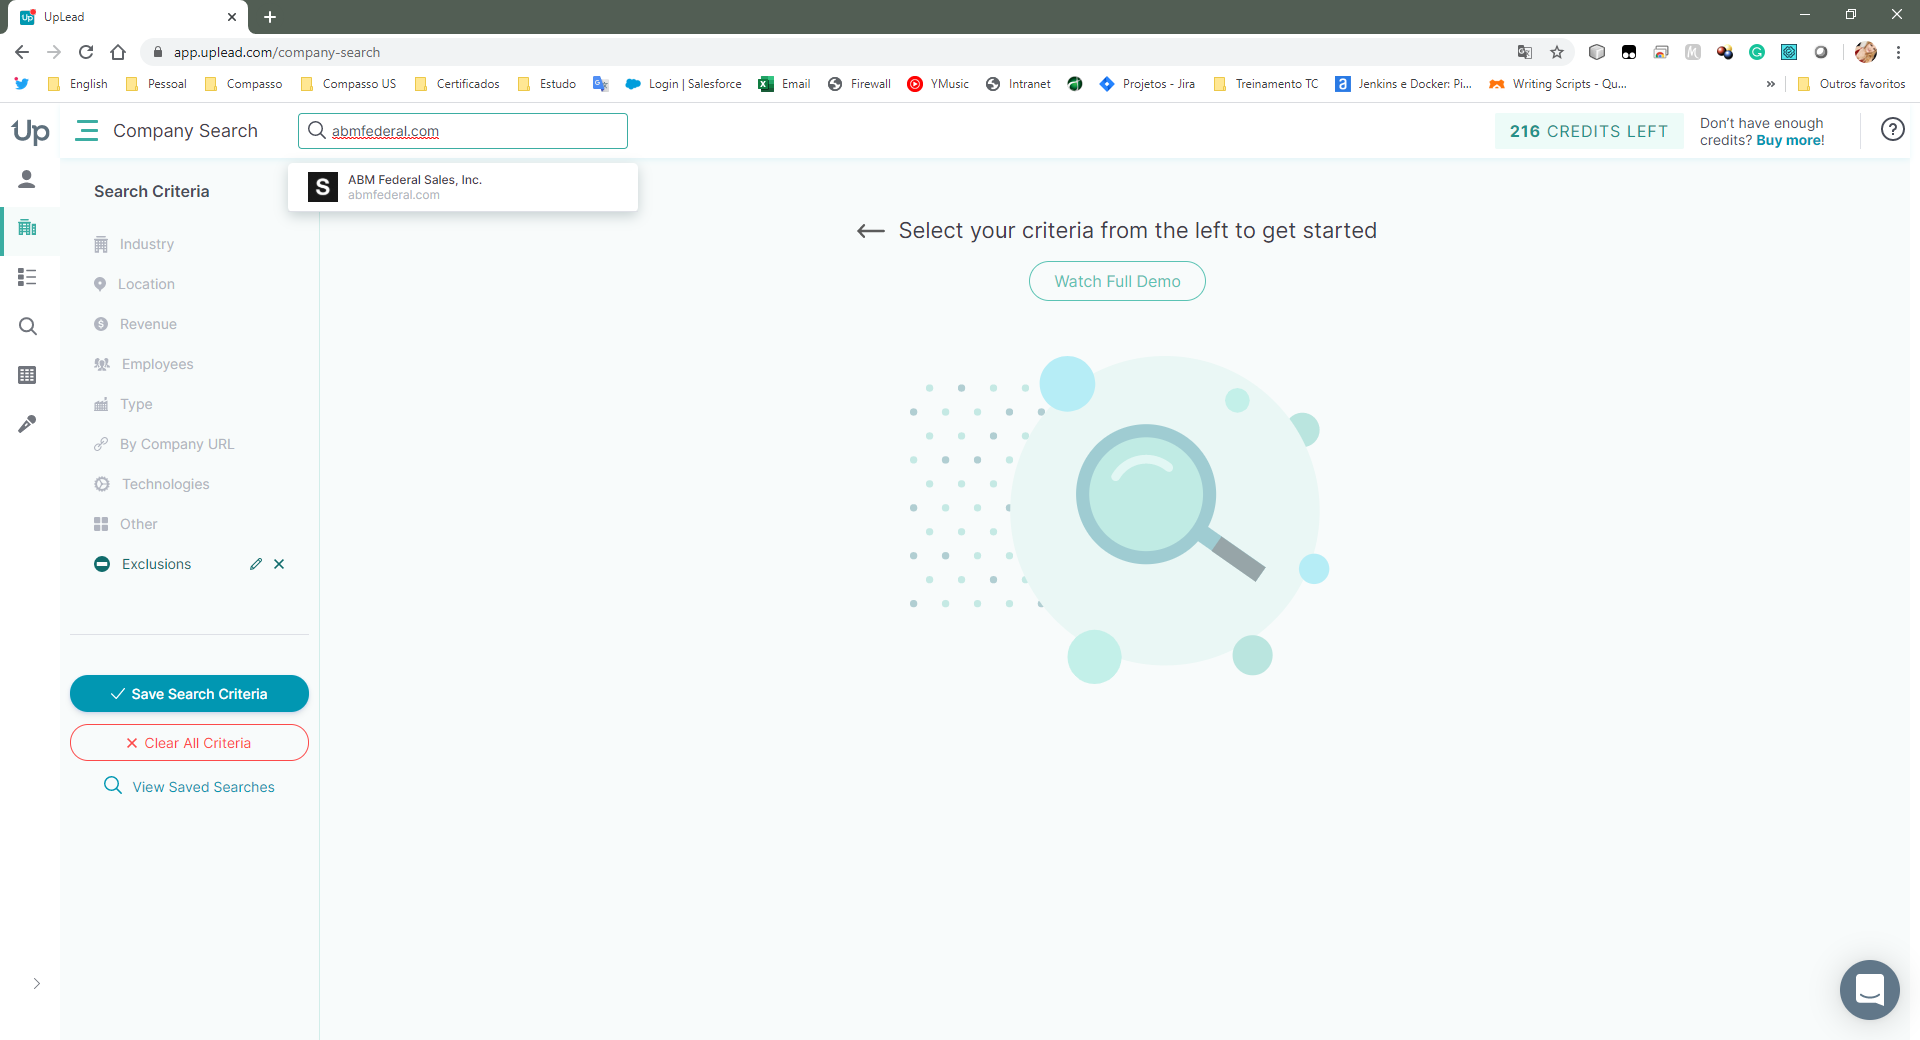 UpLead
app.uplead.com/company-search
English Pessoal Compasso Compasso US Certificados Estudo Login | Salesforce Email Firewall YMusic Intranet Projetos - Jira Treinamento TC Jenkins e Docker: Pi... Writing Scripts - Qu... » Outros favoritos
Up
Company Search
abmfederal.com
216 CREDITS LEFT
Don't have enough
credits? Buy more!
ABM Federal Sales, Inc.
abmfederal.com
Search Criteria
Industry
Location
Revenue
Employees
Type
By Company URL
Technologies
Other
Exclusions
Save Search Criteria
Clear All Criteria
View Saved Searches
Select your criteria from the left to get started
Watch Full Demo